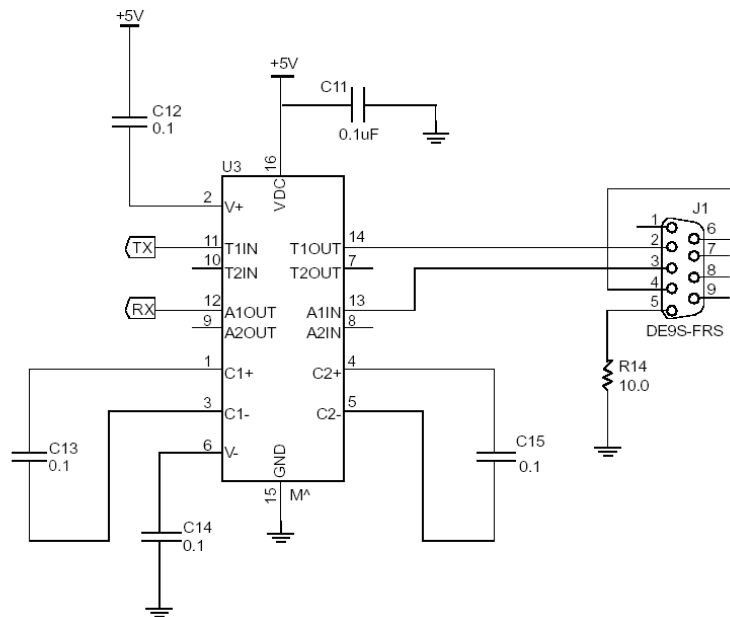 +5V
+5V
C11
0.1uF
C12
0.1
U3
16
VDC
2
V+
TX
11
T1IN
T1OUT
14
10
T2IN
T2OUT
7
RX
12
A1OUT
A1IN
13
9
A2OUT
A2IN
8
1
C1+
C2+
4
3
C1-
C2-
5
6
V-
GND
15
M^
C13
0.1
C14
0.1
C15
0.1
J1
1
2
3
4
5
6
7
8
9
DE9S-FRS
R14
10.0